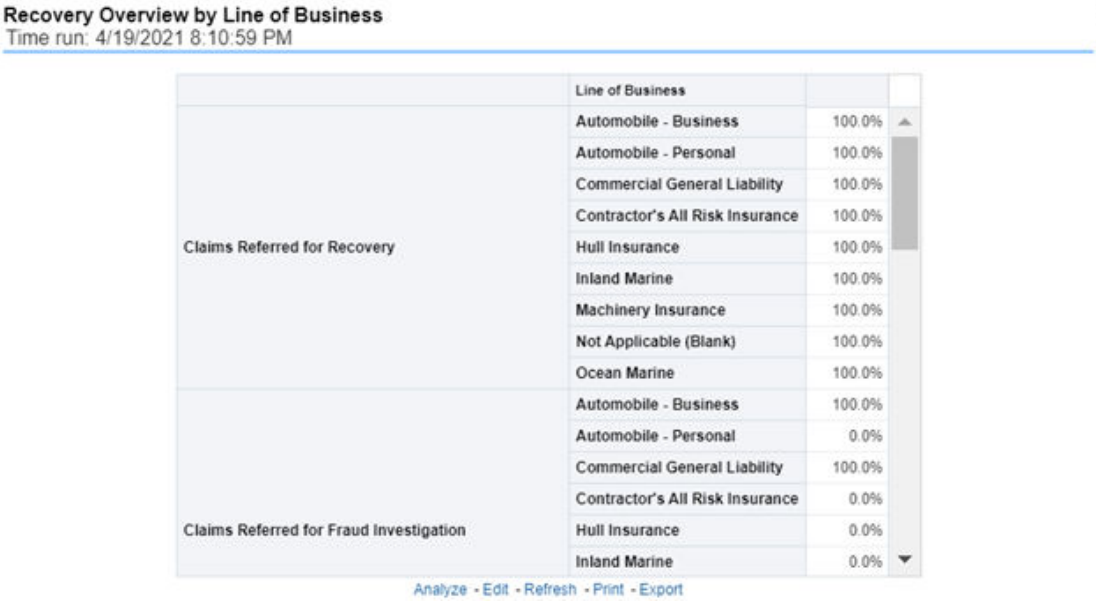 Recovery Overview by Line of Business
Time run: 4/19/2021 8:10:59 PM
Line of Business
Claims Referred for Recovery
Automobile - Business 100.0%
Automobile - Personal 100.0%
Commercial General Liability 100.0%
Contractor's All Risk Insurance 100.0%
Hull Insurance 100.0%
Inland Marine 100.0%
Machinery Insurance 100.0%
Not Applicable (Blank) 100.0%
Ocean Marine 100.0%
Claims Referred for Fraud Investigation
Automobile - Business 100.0%
Automobile - Personal 0.0%
Commercial General Liability 100.0%
Contractor's All Risk Insurance 0.0%
Hull Insurance 0.0%
Inland Marine 0.0%
Analyze - Edit - Refresh - Print - Export